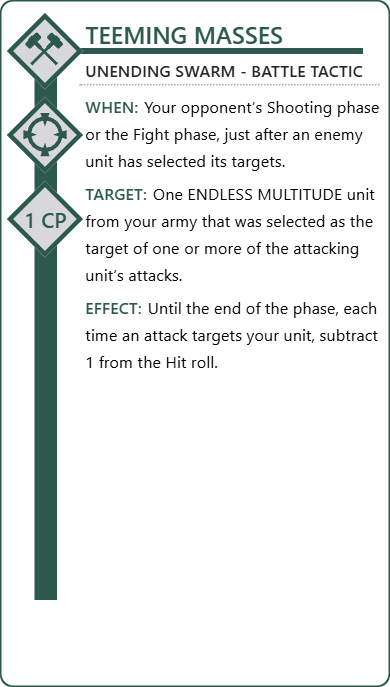 TEEMING MASSES
UNENDING SWARM - BATTLE TACTIC
WHEN: Your opponent's Shooting phase
or the Fight phase, just after an enemy
unit has selected its targets.
TARGET: One ENDLESS MULTITUDE unit
1 CP
from your army that was selected as the
target of one or more of the attacking
unit's attacks.
EFFECT: Until the end of the phase, each
time an attack targets your unit, subtract
1 from the Hit roll.